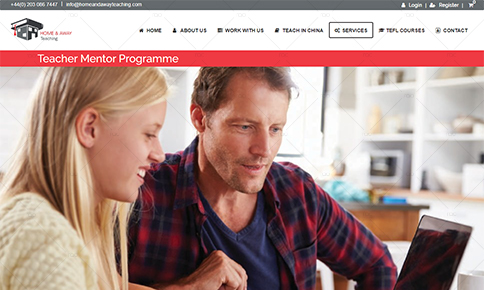 +44(0) 203 086 7447 | info@homeandawayteaching.com
Login | Register |
HOME & AWAY
Teaching
HOME ABOUT US WORK WITH US TEACH IN CHINA SERVICES TEFL COURSES CONTACT
Teacher Mentor Programme